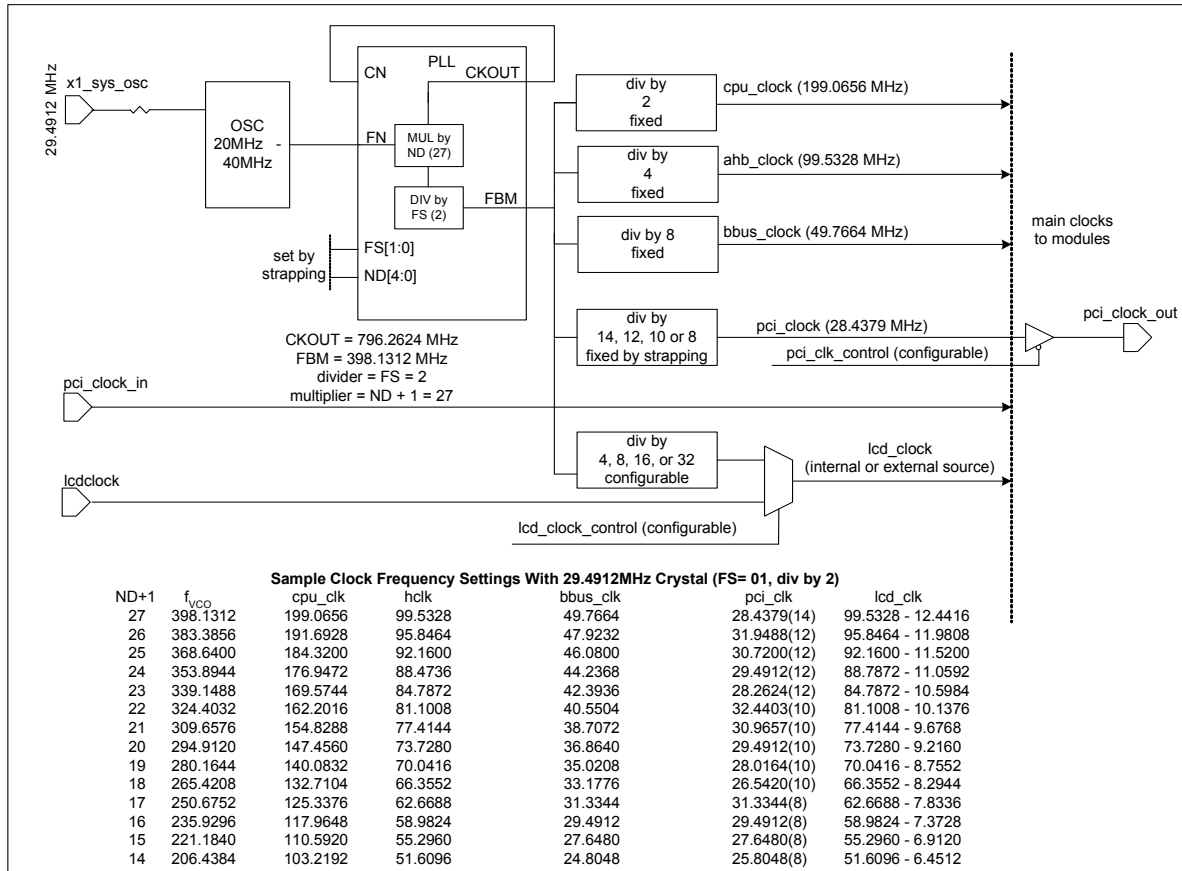 29.4912 MHz
x1_sys_osc
OSC
20MHz -
40MHz
PLL
CN
CKOUT
FN
MUL by
ND (27)
DIV by
FS (2)
FBM
FS[1:0]
ND[4:0]
set by
strapping
CKOUT = 796.2624 MHz
FBM = 398.1312 MHz
divider = FS = 2
multiplier = ND + 1 = 27
div by
2
fixed
cpu_clock (199.0656 MHz)
div by
4
fixed
ahb_clock (99.5328 MHz)
div by 8
fixed
bbus_clock (49.7664 MHz)
main clocks
to modules
div by
14, 12, 10 or 8
fixed by strapping
pci_clock (28.4379 MHz)
pci_clk_control (configurable)
pci_clock_out
pci_clock_in
div by
4, 8, 16, or 32
configurable
lcd_clock
(internal or external source)
lcdclock
lcd_clock_control (configurable)
Sample Clock Frequency Settings With 29.4912MHz Crystal (FS= 01, div by 2)
ND+1 fVCO cpu_clk hclk bbus_clk pci_clk lcd_clk
27 398.1312 199.0656 99.5328 49.7664 28.4379(14) 99.5328 - 12.4416
26 383.3856 191.6928 95.8464 47.9232 31.9488(12) 95.8464 - 11.9808
25 368.6400 184.3200 92.1600 46.0800 30.7200(12) 92.1600 - 11.5200
24 353.8944 176.9472 88.4736 44.2368 29.4912(12) 88.7872 - 11.0592
23 339.1488 169.5744 84.7872 42.3936 28.2624(12) 84.7872 - 10.5984
22 324.4032 162.2016 81.1008 40.5504 32.4403(10) 81.1008 - 10.1376
21 309.6576 154.8288 77.4144 38.7072 30.9657(10) 77.4144 - 9.6768
20 294.9120 147.4560 73.7280 36.8640 29.4912(10) 73.7280 - 9.2160
19 280.1644 140.0832 70.0416 35.0208 28.0164(10) 70.0416 - 8.7552
18 265.4208 132.7104 66.3552 33.1776 26.5420(10) 66.3552 - 8.2944
17 250.6752 125.3376 62.6688 31.3344 31.3344(8) 62.6688 - 7.8336
16 235.9296 117.9648 58.9824 29.4912 29.4912(8) 58.9824 - 7.3728
15 221.1840 110.5920 55.2960 27.6480 27.6480(8) 55.2960 - 6.9120
14 206.4384 103.2192 51.6096 24.8048 25.8048(8) 51.6096 - 6.4512